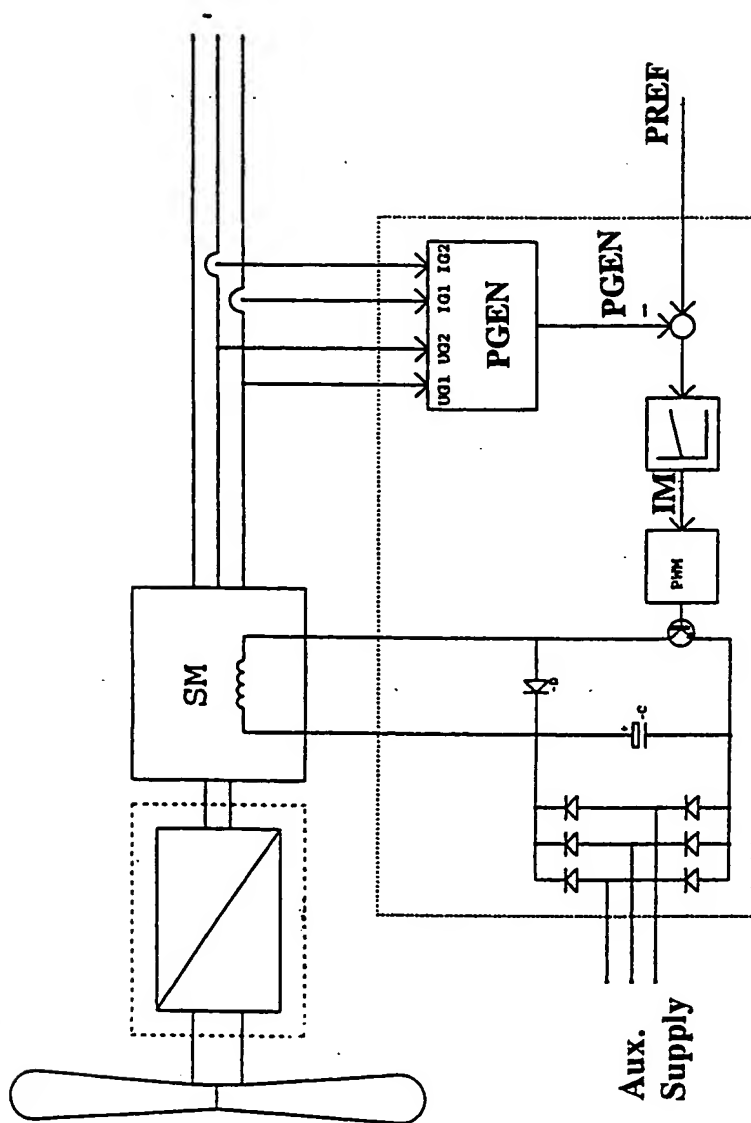 SM
UG1 UG2 IG1 IG2
PGEN
PGEN
-
PREF
IM
PWM
-D
+
-C
Aux.
Supply